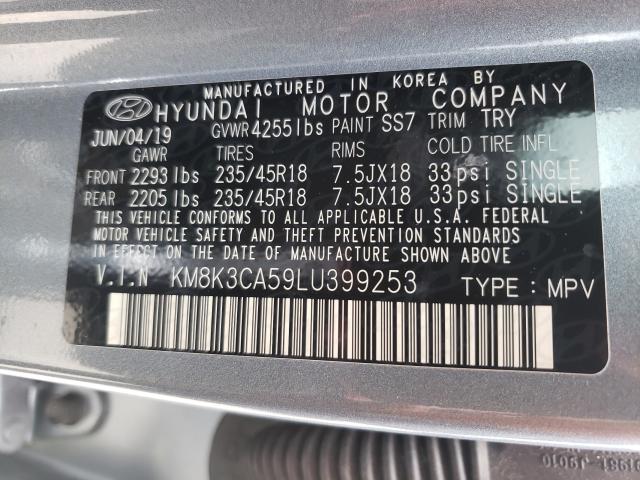 MANUFACTURED IN KOREA BY
HYUNDAI MOTOR COMPANY
JUN/04/19 GVWR 4255 lbs PAINT SS7 TRIM TRY
GAWR TIRES RIMS COLD TIRE INFL
FRONT 2293 lbs 235/45R18 7.5JX18 33psi SINGLE
REAR 2205 lbs 235/45R18 7.5JX18 33psi SINGLE
THIS VEHICLE CONFORMS TO ALL APPLICABLE U.S.A. FEDERAL
MOTOR VEHICLE SAFETY AND THEFT PREVENTION STANDARDS IN
EFFECT ON THE DATE OF MANUFACTURE SHOWN ABOVE.
V.I.N KM8K3CA59LU399253 TYPE : MPV
J9010